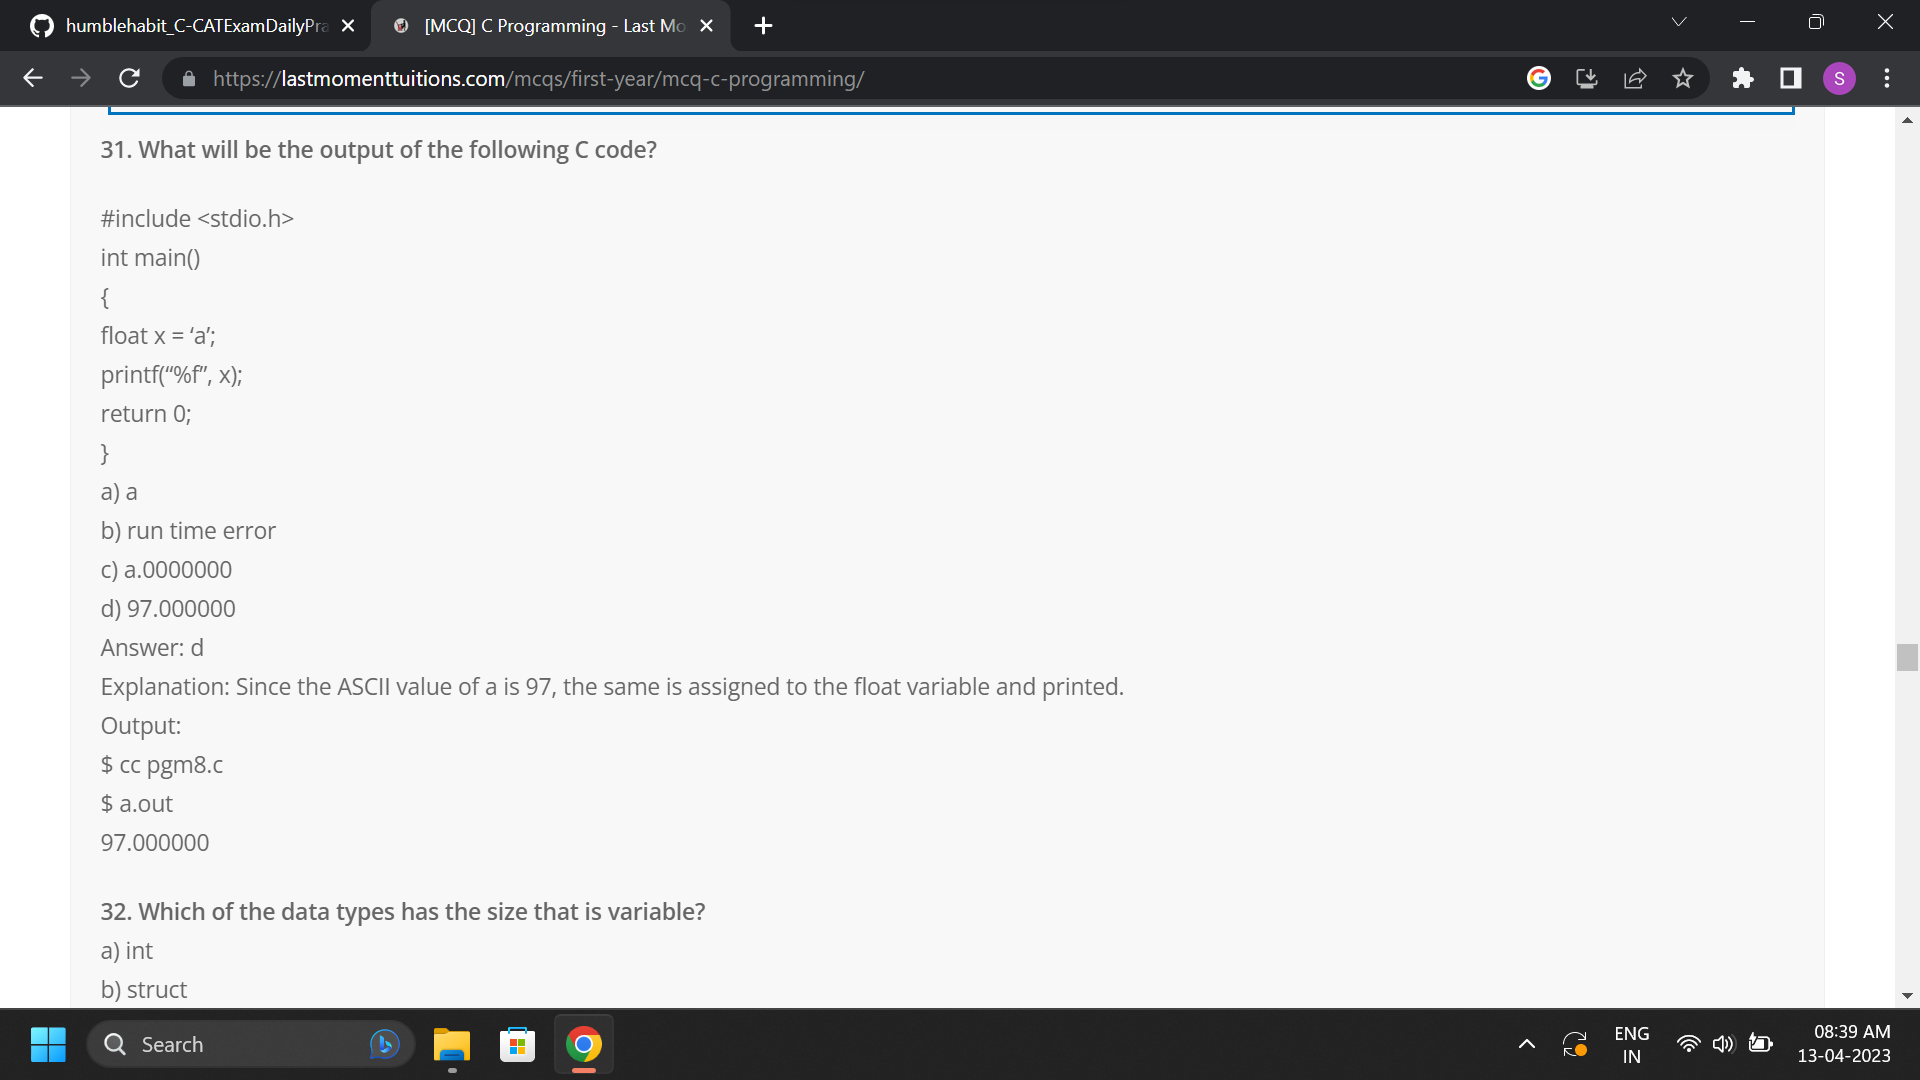 humblehabit_C-CATExamDailyPra
[MCQ] C Programming - Last Mo
https://lastmomenttuitions.com/mcqs/first-year/mcq-c-programming/
S
31. What will be the output of the following C code?
#include <stdio.h>
int main()
{
float x = ‘a’;
printf(“%f”, x);
return 0;
}
a) a
b) run time error
c) a.0000000
d) 97.000000
Answer: d
Explanation: Since the ASCII value of a is 97, the same is assigned to the float variable and printed.
Output:
$ cc pgm8.c
$ a.out
97.000000
32. Which of the data types has the size that is variable?
a) int
b) struct
Search
ENG
IN
08:39 AM
13-04-2023